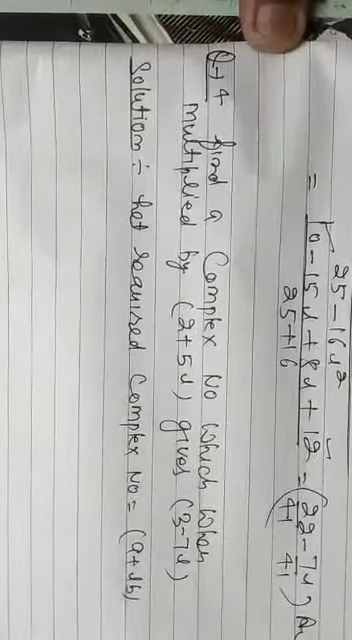 25-16i²
= 10-15i+8i+12 / 25+16 = (22/41 - 7i/41) A
Q-4 find a Complex No Which When
multiplied by (2+5i) gives (3-7i)
Solution:- Let required Complex No = (a+ib)